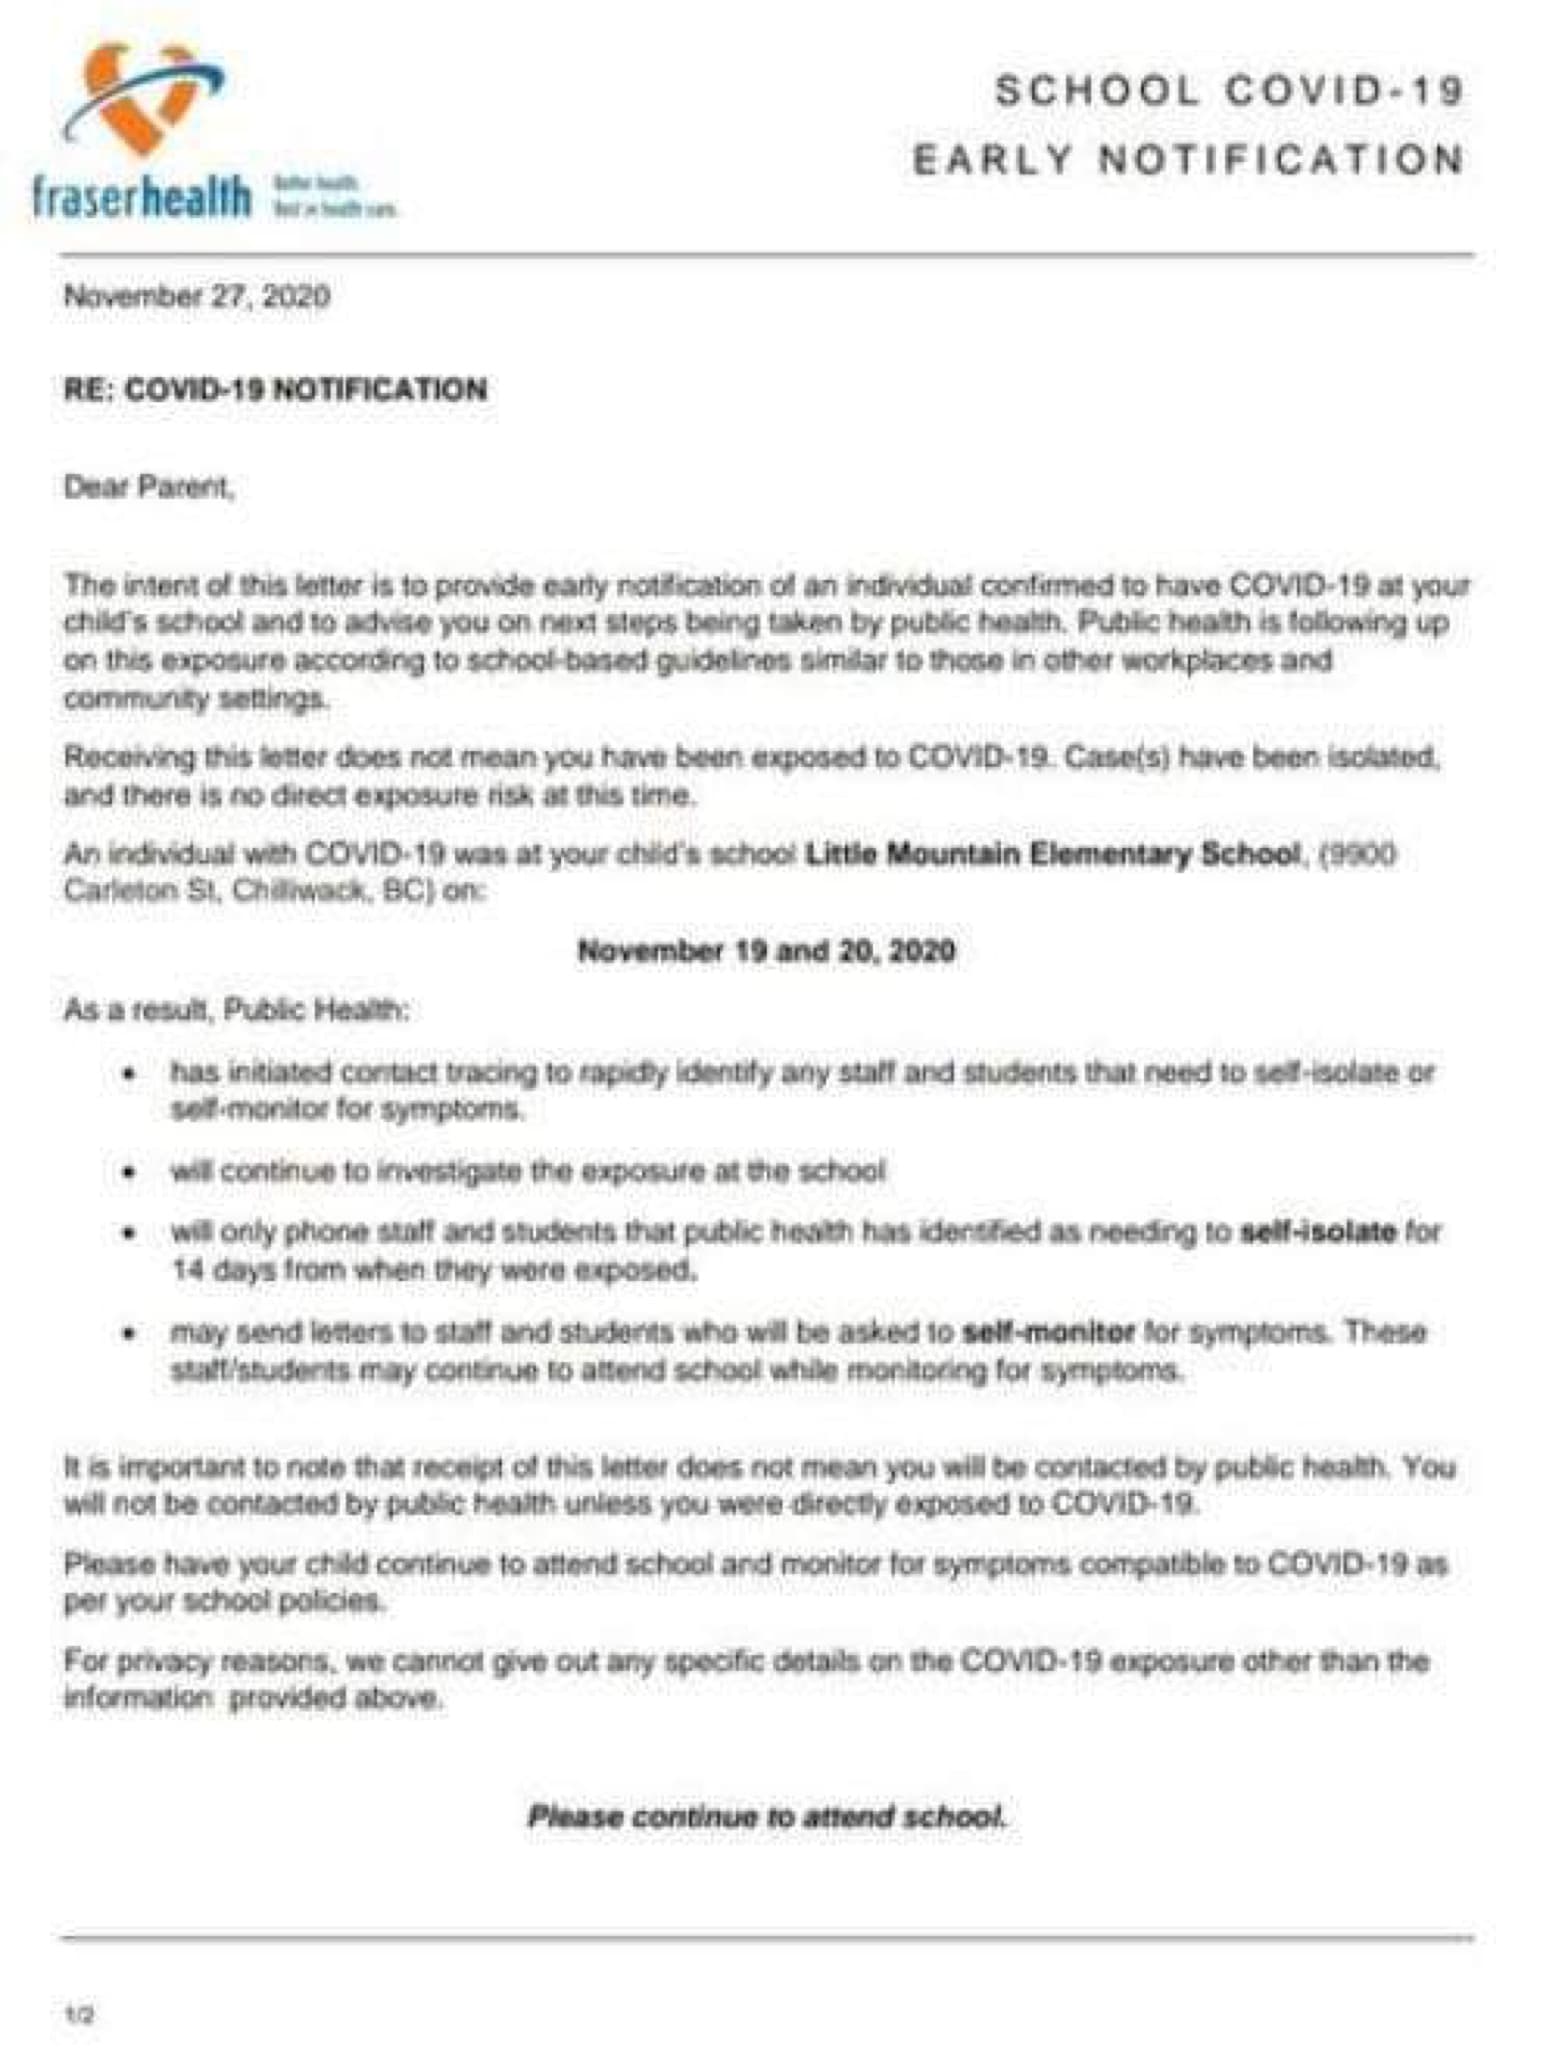 SCHOOL COVID-19
EARLY NOTIFICATION
fraserhealth
Better health.
Best in health care.
November 27, 2020
RE: COVID-19 NOTIFICATION
Dear Parent,
The intent of this letter is to provide early notification of an individual confirmed to have COVID-19 at your
child's school and to advise you on next steps being taken by public health. Public health is following up
on this exposure according to school-based guidelines similar to those in other workplaces and
community settings.
Receiving this letter does not mean you have been exposed to COVID-19. Case(s) have been isolated,
and there is no direct exposure risk at this time.
An individual with COVID-19 was at your child's school Little Mountain Elementary School, (9900
Carleton St, Chilliwack, BC) on:
November 19 and 20, 2020
As a result, Public Health:
• has initiated contact tracing to rapidly identify any staff and students that need to self-isolate or
self-monitor for symptoms.
• will continue to investigate the exposure at the school
• will only phone staff and students that public health has identified as needing to self-isolate for
14 days from when they were exposed.
• may send letters to staff and students who will be asked to self-monitor for symptoms. These
staff/students may continue to attend school while monitoring for symptoms.
It is important to note that receipt of this letter does not mean you will be contacted by public health. You
will not be contacted by public health unless you were directly exposed to COVID-19.
Please have your child continue to attend school and monitor for symptoms compatible to COVID-19 as
per your school policies.
For privacy reasons, we cannot give out any specific details on the COVID-19 exposure other than the
information provided above.
Please continue to attend school.
1/2